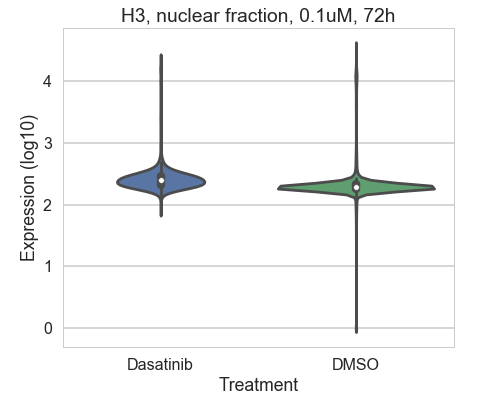 H3, nuclear fraction, 0.1uM, 72h
Expression (log10)
4
3
2
1
0
Dasatinib DMSO
Treatment